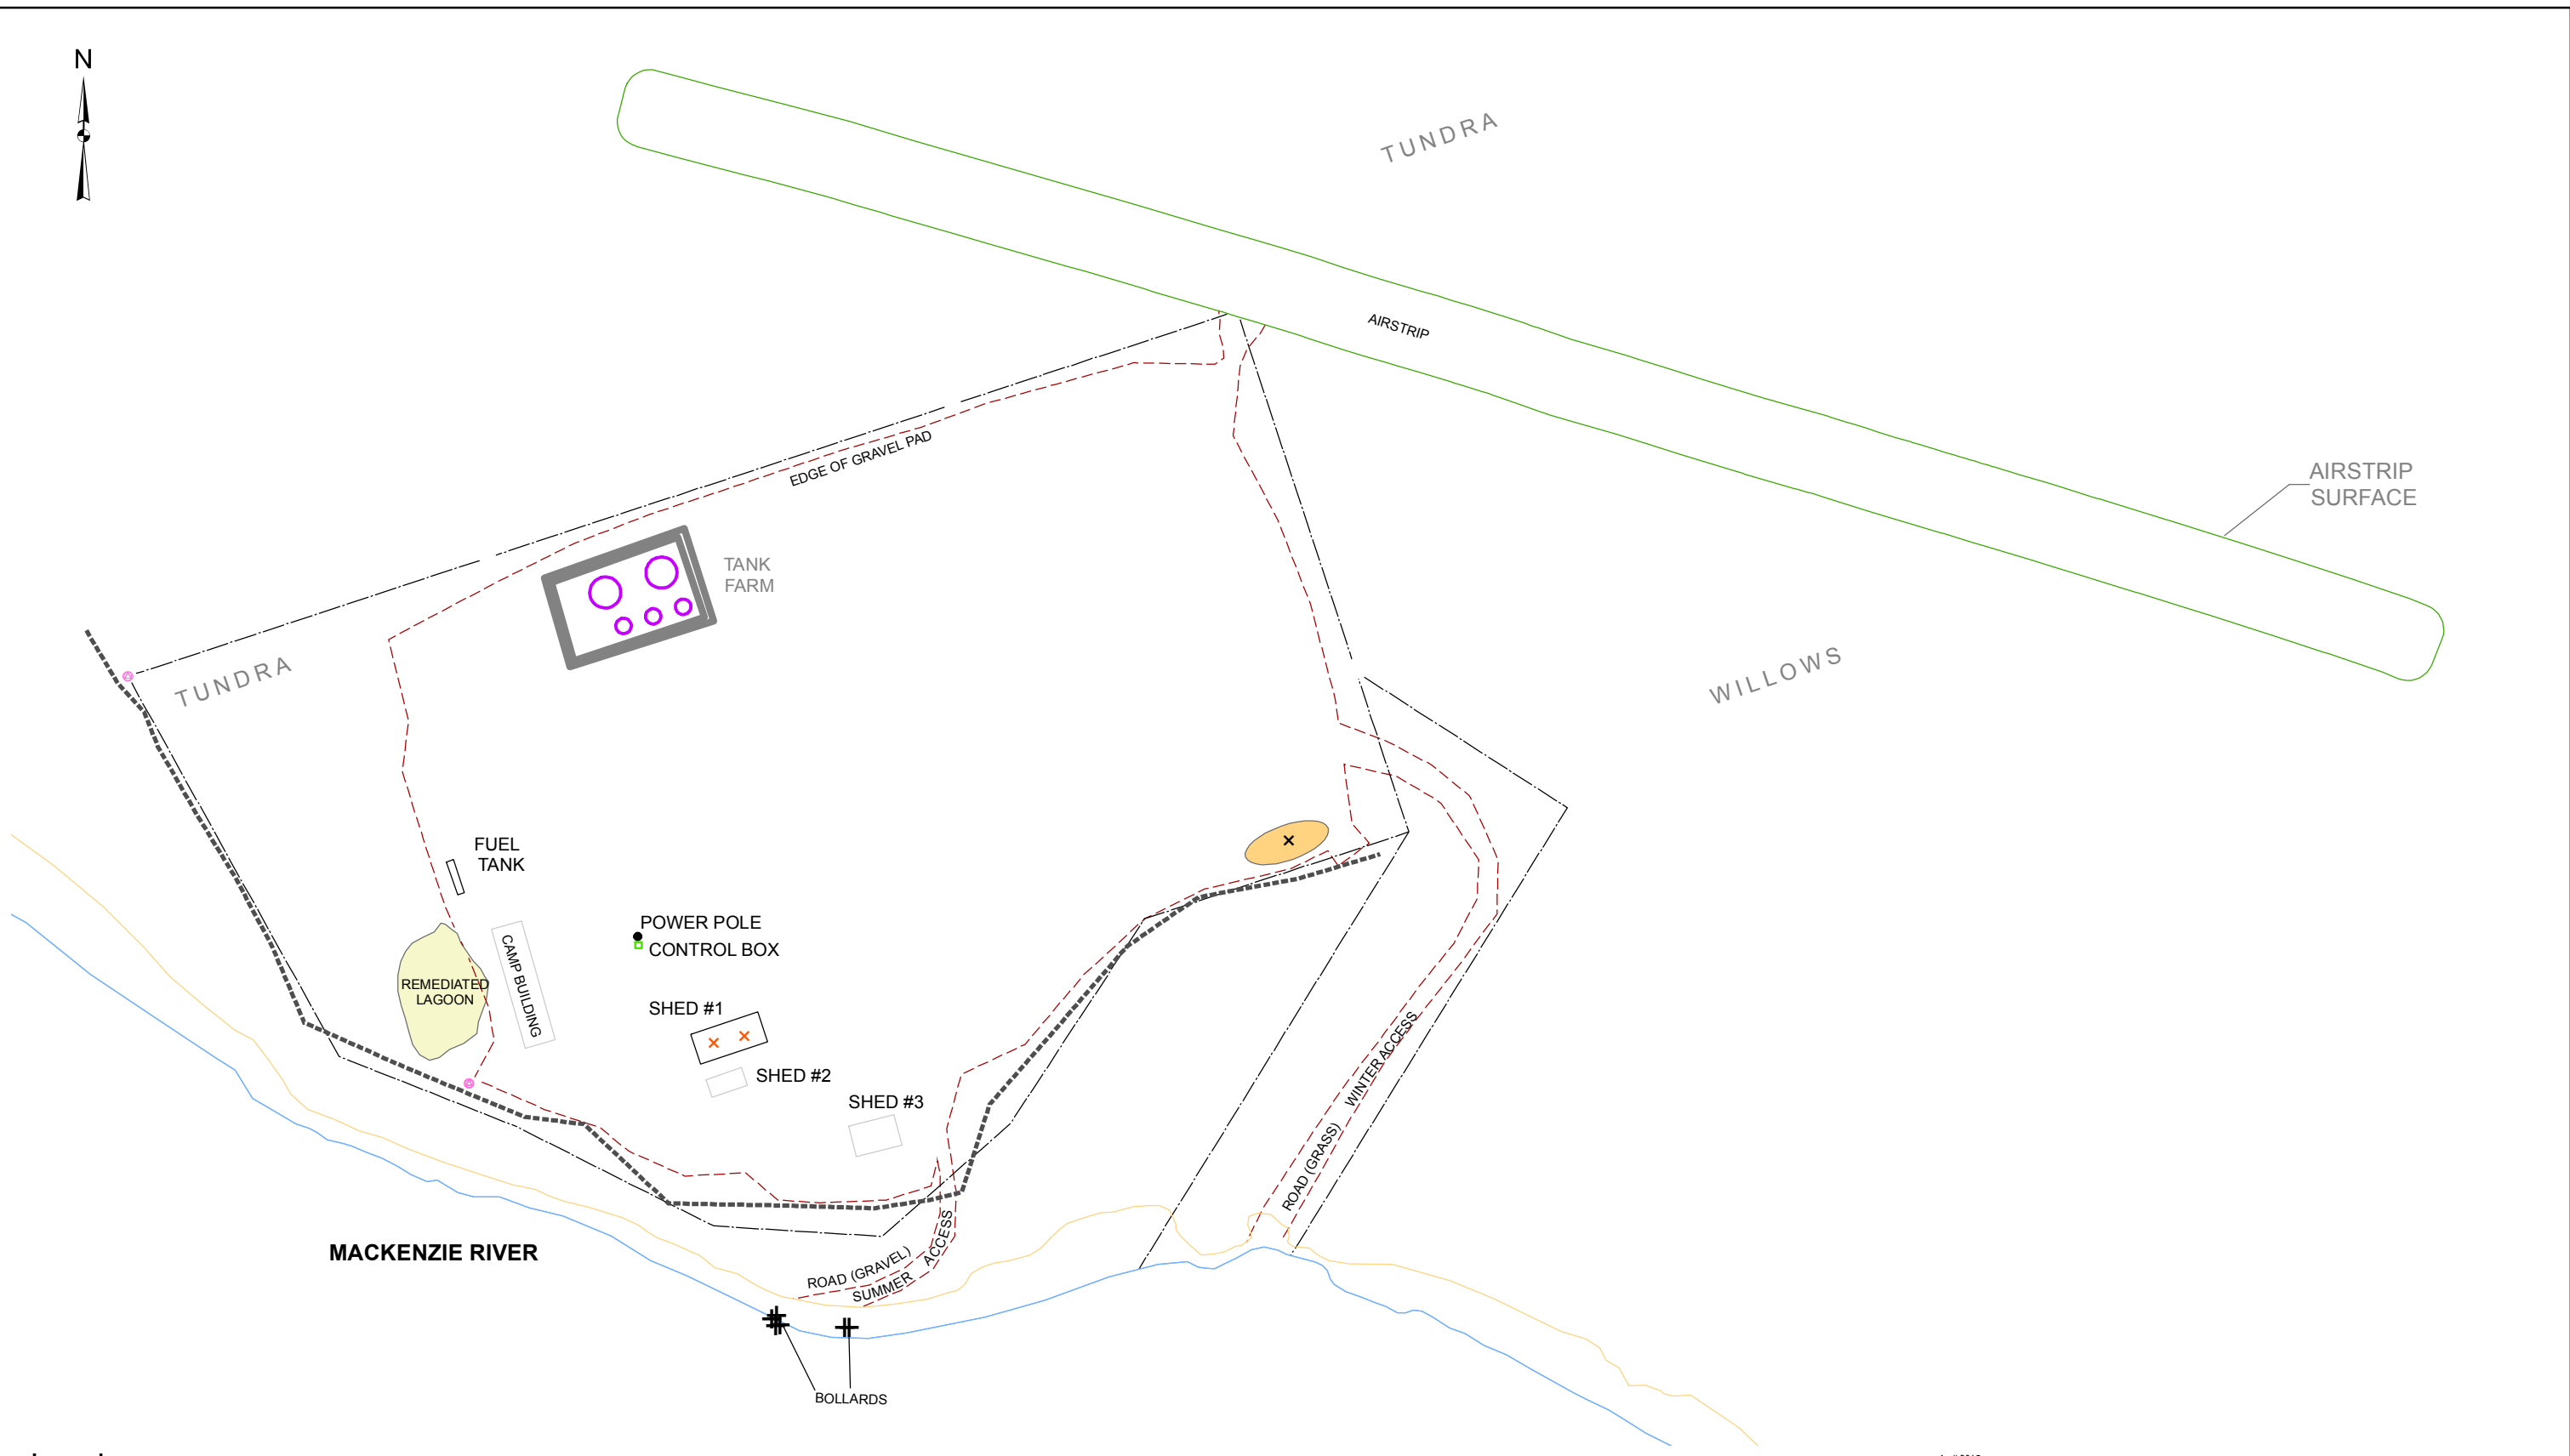 N
TUNDRA
AIRSTRIP
EDGE OF GRAVEL PAD
AIRSTRIP
SURFACE
TANK
FARM
TUNDRA
WILLOWS
FUEL
TANK
POWER POLE
CONTROL BOX
CAMP BUILDING
REMEDIATED
LAGOON
SHED #1
SHED #2
SHED #3
WINTER ACCESS
ROAD (GRASS)
MACKENZIE RIVER
ROAD (GRAVEL)
SUMMER ACCESS
BOLLARDS